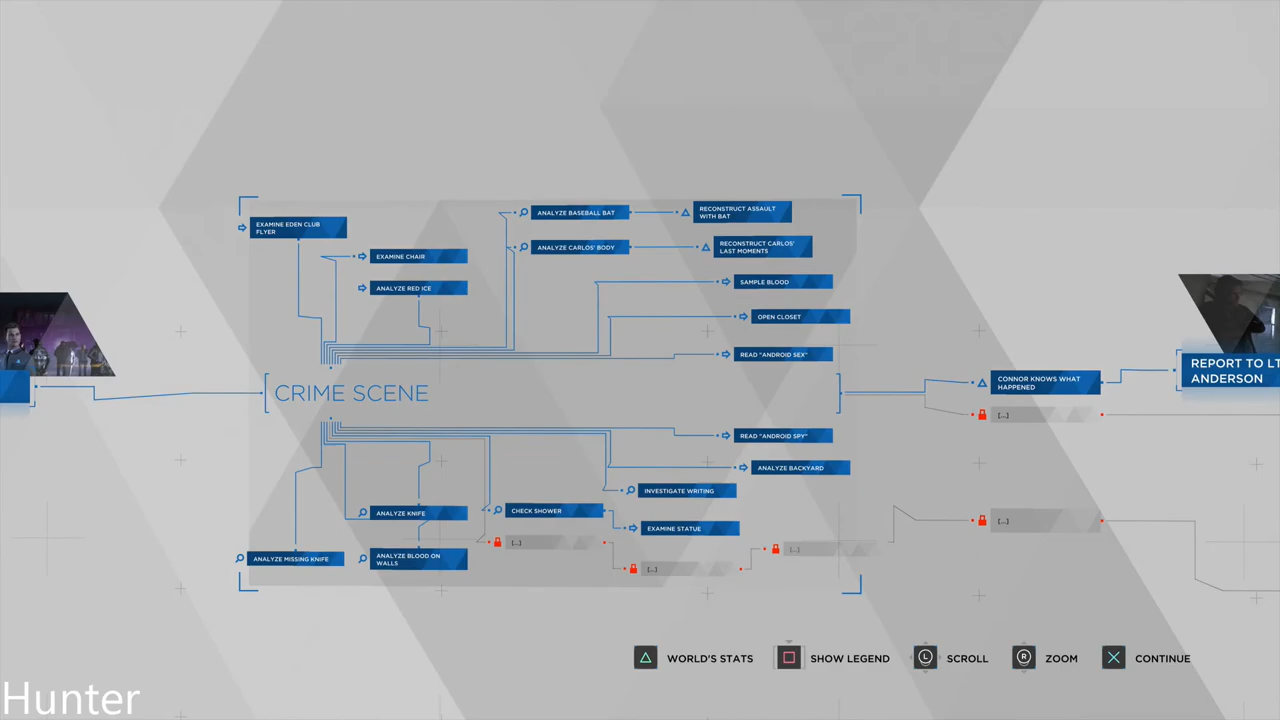 EXAMINE EDEN CLUB
FLYER
EXAMINE CHAIR
ANALYZE RED ICE
ANALYZE BASEBALL BAT
RECONSTRUCT ASSAULT
WITH BAT
ANALYZE CARLOS' BODY
RECONSTRUCT CARLOS'
LAST MOMENTS
SAMPLE BLOOD
OPEN CLOSET
READ "ANDROID SEX"
CRIME SCENE
CONNOR KNOWS WHAT
HAPPENED
[...]
REPORT TO LT
ANDERSON
READ "ANDROID SPY"
ANALYZE BACKYARD
INVESTIGATE WRITING
ANALYZE KNIFE
CHECK SHOWER
EXAMINE STATUE
[...]
[...]
[...]
[...]
ANALYZE MISSING KNIFE
ANALYZE BLOOD ON
WALLS
WORLD'S STATS
SHOW LEGEND
L
SCROLL
R
ZOOM
CONTINUE
Hunter